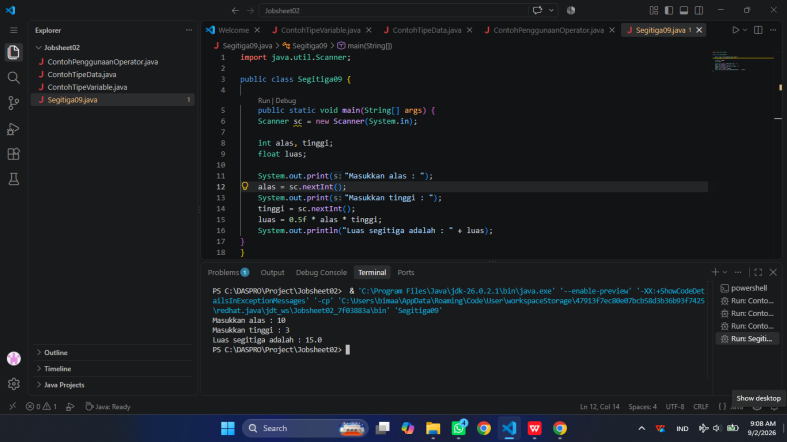 Jobsheet02
Explorer
Jobsheet02
ContohPenggunaanOperator.java
ContohTipeData.java
ContohTipeVariable.java
Segitiga09.java 1
Outline
Timeline
Java Projects
Welcome
ContohTipeVariable.java
ContohTipeData.java
ContohPenggunaanOperator.java
Segitiga09.java 1
Segitiga09.java > Segitiga09 > main(String[])
1 import java.util.Scanner;
2
3 public class Segitiga09 {
4
Run | Debug
5 public static void main(String[] args) {
6 Scanner sc = new Scanner(System.in);
7
8 int alas, tinggi;
9 float luas;
10
11 System.out.print(s:"Masukkan alas : ");
12 alas = sc.nextInt();
13 System.out.print(s:"Masukkan tinggi : ");
14 tinggi = sc.nextInt();
15 luas = 0.5f * alas * tinggi;
16 System.out.println("Luas segitiga adalah : " + luas);
17 }
18 }
Problems 1 Output Debug Console Terminal Ports
PS C:\DASPRO\Project\Jobsheet02> & 'C:\Program Files\Java\jdk-26.0.2.1\bin\java.exe' '--enable-preview' '-XX:+ShowCodeDet
ailsInExceptionMessages' '-cp' 'C:\Users\bimaa\AppData\Roaming\Code\User\workspaceStorage\47913f7ec80e07bcb58d3b36b93f7425
\redhat.java\jdt_ws\Jobsheet02_7f03883a\bin' 'Segitiga09'
Masukkan alas : 10
Masukkan tinggi : 3
Luas segitiga adalah : 15.0
PS C:\DASPRO\Project\Jobsheet02>
powershell
Run: Conto...
Run: Conto...
Run: Conto...
Run: Segiti...
Show desktop
0 1
Java: Ready
Ln 12, Col 14
Spaces: 4
UTF-8
CRLF
Search
4
IND
9:08 AM
9/2/2026